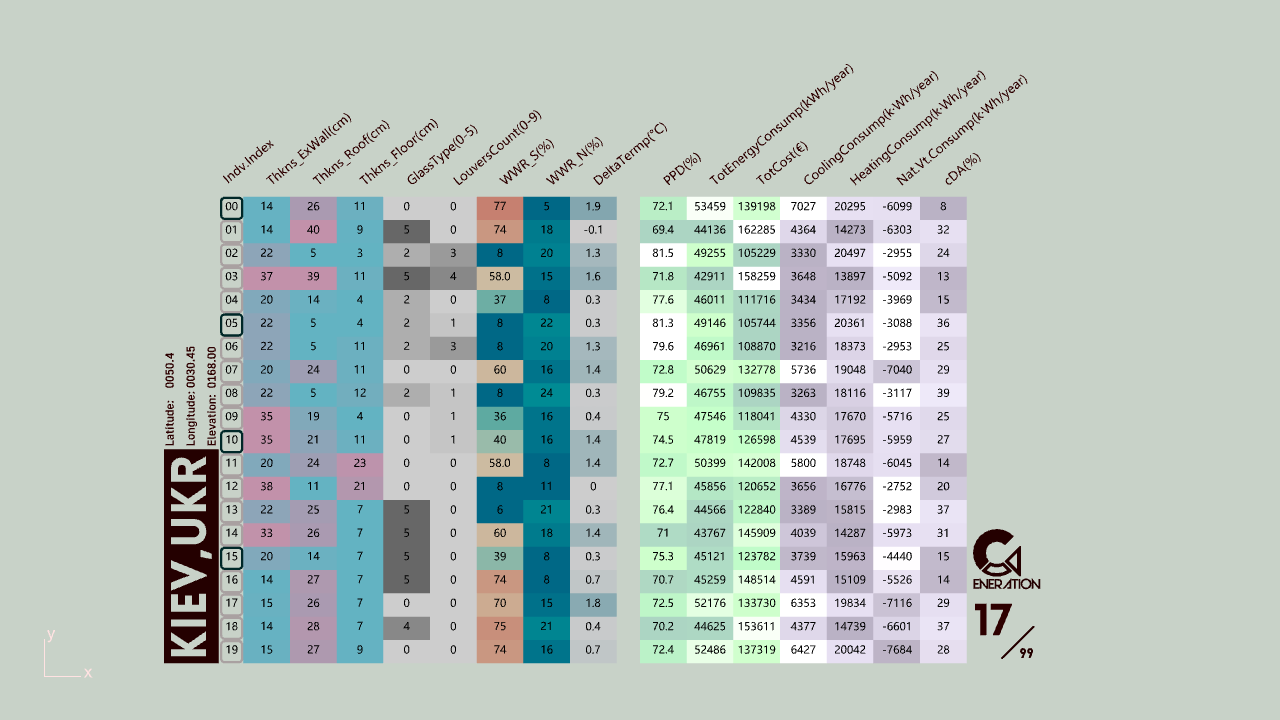 Indv.Index Thkns_ExWall(cm) Thkns_Roof(cm) Thkns_Floor(cm) GlassType(0-5) LouversCount(0-9) WWR_S(%) WWR_N(%) DeltaTermp(°C) PPD(%) TotEnergyConsump(kWh/year) TotCost(€) CoolingConsump(k·Wh/year) HeatingConsump(k·Wh/year) Nat.Vt.Consump(k·Wh/year) cDA(%)
00 14 26 11 0 0 77 5 1.9 72.1 53459 139198 7027 20295 -6099 8
01 14 40 9 5 0 74 18 -0.1 69.4 44136 162285 4364 14273 -6303 32
02 22 5 3 2 3 8 20 1.3 81.5 49255 105229 3330 20497 -2955 24
03 37 39 11 5 4 58.0 15 1.6 71.8 42911 158259 3648 13897 -5092 13
04 20 14 4 2 0 37 8 0.3 77.6 46011 111716 3434 17192 -3969 15
05 22 5 4 2 1 8 22 0.3 81.3 49146 105744 3356 20361 -3088 36
06 22 5 11 2 3 8 20 1.3 79.6 46961 108870 3216 18373 -2953 25
07 20 24 11 0 0 60 16 1.4 72.8 50629 132778 5736 19048 -7040 29
08 22 5 12 2 1 8 24 0.3 79.2 46755 109835 3263 18116 -3117 39
09 35 19 4 0 1 36 16 0.4 75 47546 118041 4330 17670 -5716 25
10 35 21 11 0 1 40 16 1.4 74.5 47819 126598 4539 17695 -5959 27
11 20 24 23 0 0 58.0 8 1.4 72.7 50399 142008 5800 18748 -6045 14
12 38 11 21 0 0 8 11 0 77.1 45856 120652 3656 16776 -2752 20
13 22 25 7 5 0 6 21 0.3 76.4 44566 122840 3389 15815 -2983 37
14 33 26 7 5 0 60 18 1.4 71 43767 145909 4039 14287 -5973 31
15 20 14 7 5 0 39 8 0.3 75.3 45121 123782 3739 15963 -4440 15
16 14 27 7 5 0 74 8 0.7 70.7 45259 148514 4591 15109 -5526 14
17 15 26 7 0 0 70 15 1.8 72.5 52176 133730 6353 19834 -7116 29
18 14 28 7 4 0 75 21 0.4 70.2 44625 153611 4377 14739 -6601 37
19 15 27 9 0 0 74 16 0.7 72.4 52486 137319 6427 20042 -7684 28
Latitude: 0050.4
Longitude: 0030.45
Elevation: 0168.00
KIEV,UKR
G
ENERATION
17/99
y
x